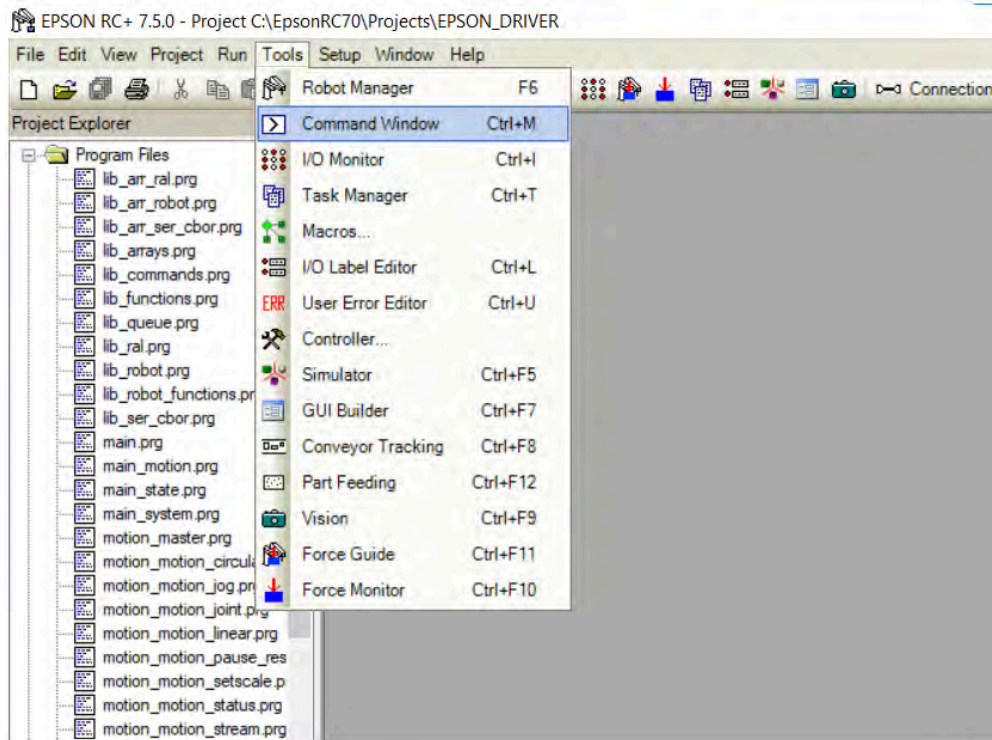 EPSON RC+ 7.5.0 - Project C:\EpsonRC70\Projects\EPSON_DRIVER
File Edit View Project Run Tools Setup Window Help
Connection
Project Explorer
Program Files
lib_arr_ral.prg
lib_arr_robot.prg
lib_arr_ser_cbor.prg
lib_arrays.prg
lib_commands.prg
lib_functions.prg
lib_queue.prg
lib_ral.prg
lib_robot.prg
lib_robot_functions.pr
lib_ser_cbor.prg
main.prg
main_motion.prg
main_state.prg
main_system.prg
motion_master.prg
motion_motion_circula
motion_motion_jog.prg
motion_motion_joint.prg
motion_motion_linear.prg
motion_motion_pause_res
motion_motion_setscale.p
motion_motion_status.prg
motion_motion_stream.prg
Robot Manager F6
Command Window Ctrl+M
I/O Monitor Ctrl+I
Task Manager Ctrl+T
Macros...
I/O Label Editor Ctrl+L
ERR User Error Editor Ctrl+U
Controller...
Simulator Ctrl+F5
GUI Builder Ctrl+F7
Conveyor Tracking Ctrl+F8
Part Feeding Ctrl+F12
Vision Ctrl+F9
Force Guide Ctrl+F11
Force Monitor Ctrl+F10